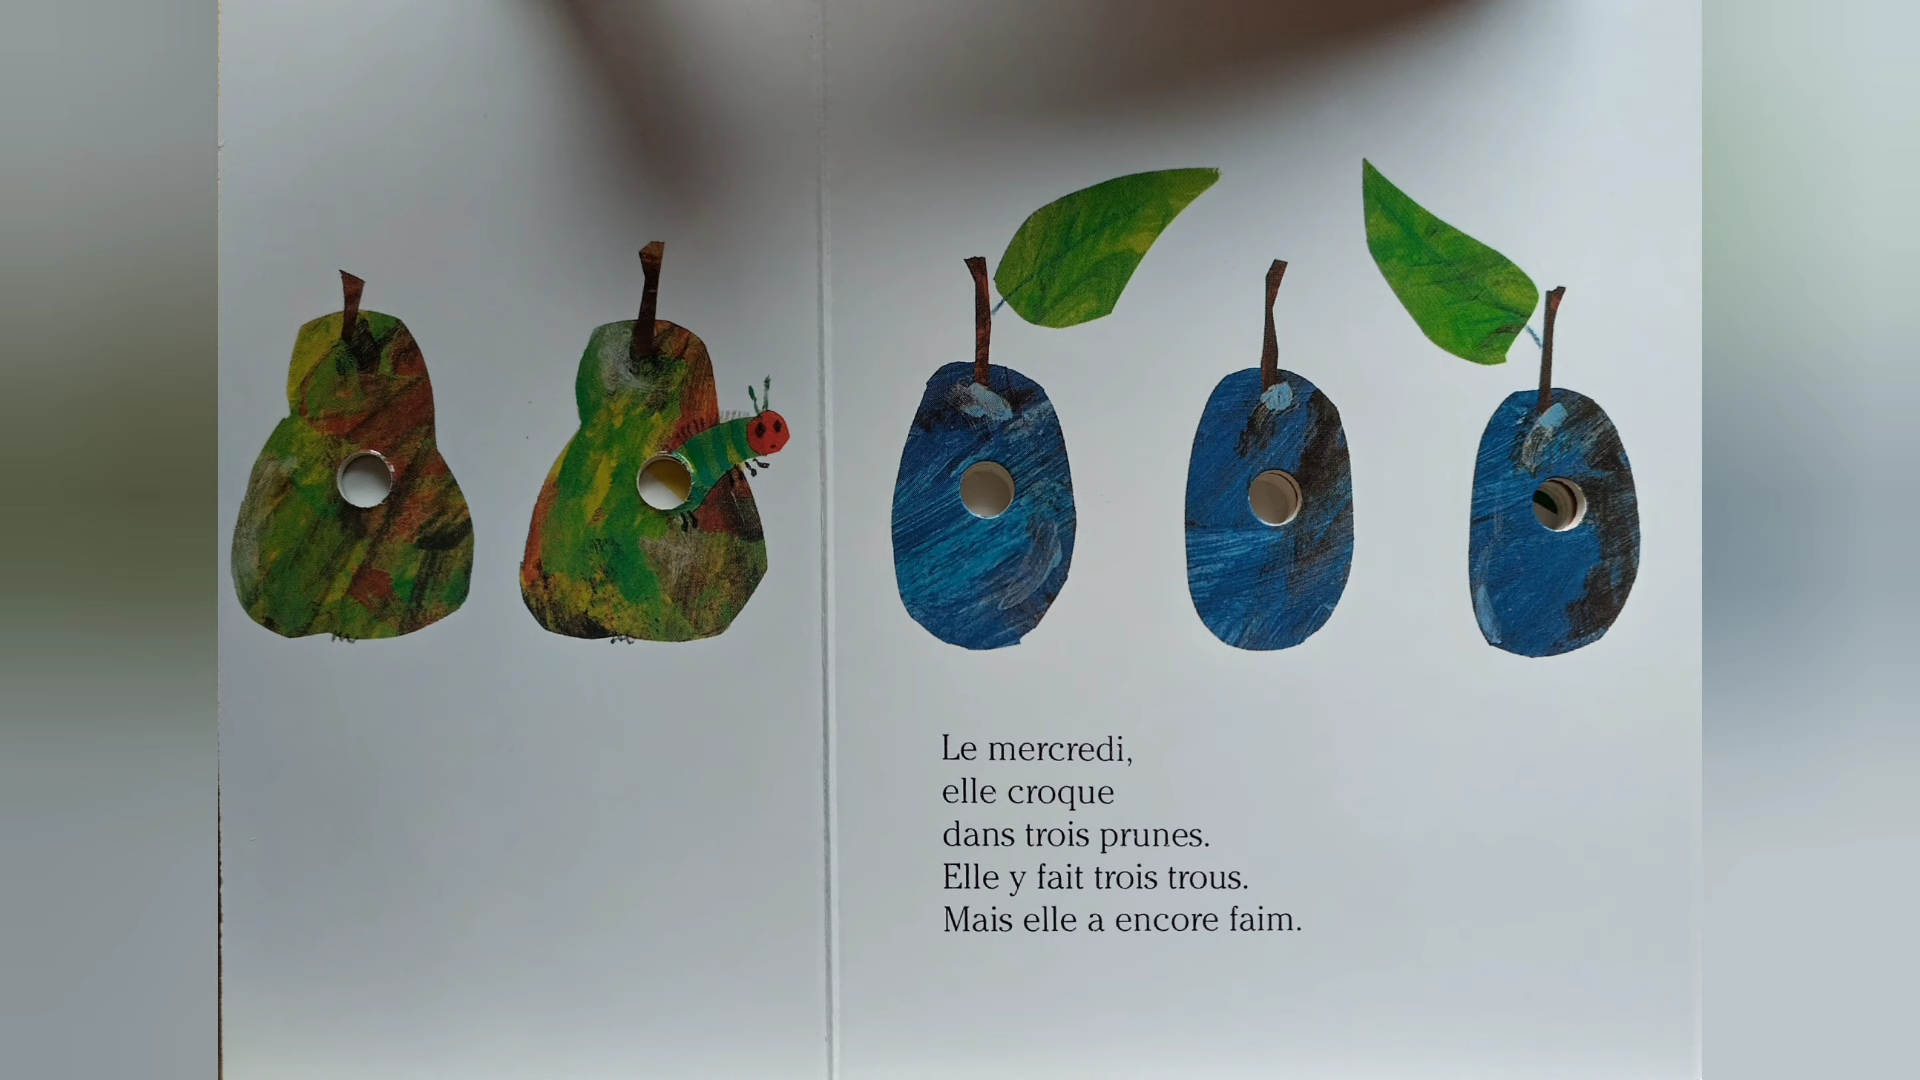 Le mercredi,
elle croque
dans trois prunes.
Elle y fait trois trous.
Mais elle a encore faim.